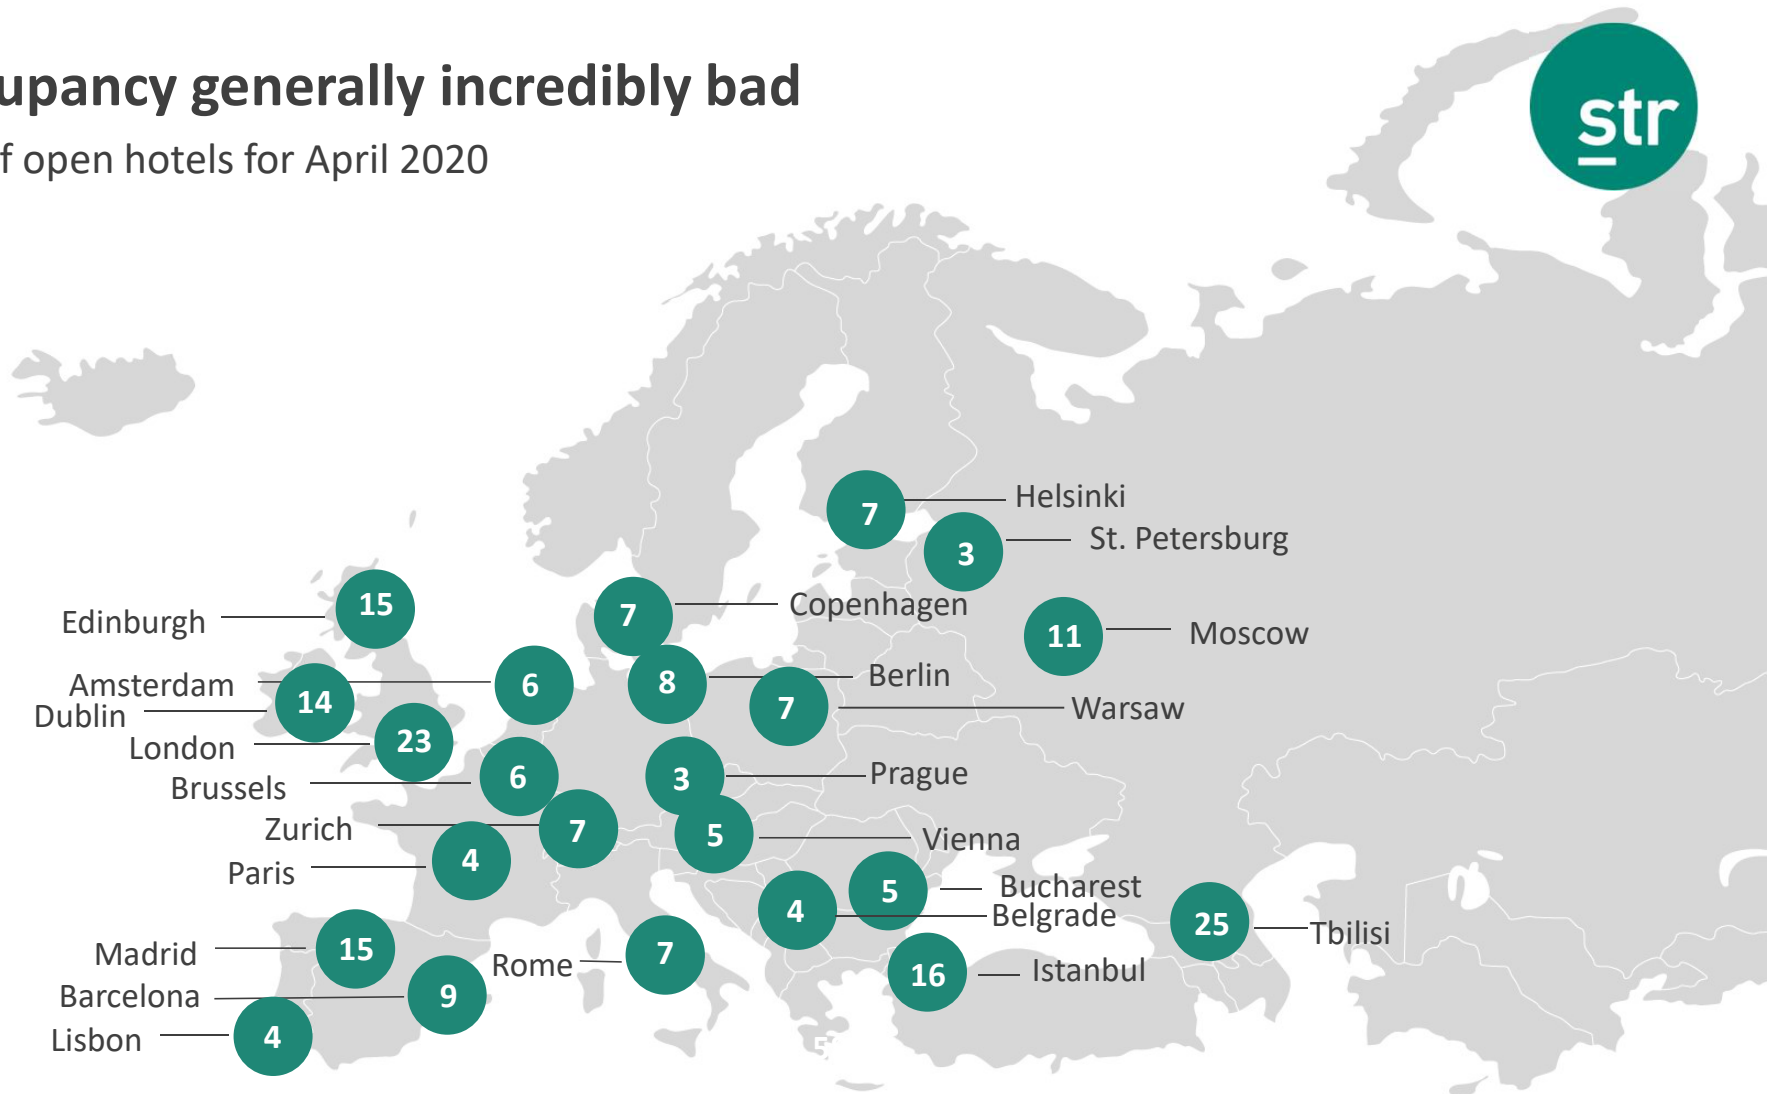 upancy generally incredibly bad
f open hotels for April 2020
str
7 Helsinki
3 St. Petersburg
Edinburgh 15
7 Copenhagen
11 Moscow
Amsterdam 6
8 Berlin
Dublin 14
7 Warsaw
London 23
Brussels 6
3 Prague
Zurich 7
5 Vienna
Paris 4
5 Bucharest
4 Belgrade
25 Tbilisi
Madrid 15
Rome 7
16 Istanbul
Barcelona 9
Lisbon 4